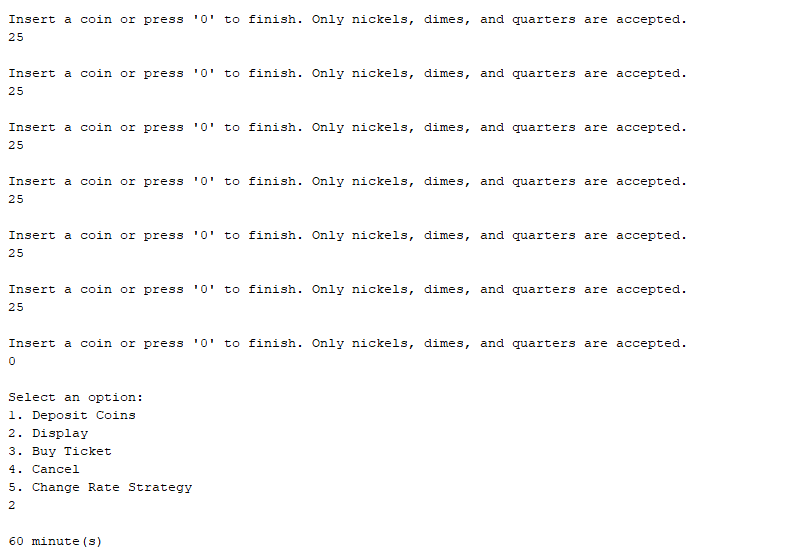 Insert a coin or press '0' to finish. Only nickels, dimes, and quarters are accepted.
25
Insert a coin or press '0' to finish. Only nickels, dimes, and quarters are accepted.
25
Insert a coin or press '0' to finish. Only nickels, dimes, and quarters are accepted.
25
Insert a coin or press '0' to finish. Only nickels, dimes, and quarters are accepted.
25
Insert a coin or press '0' to finish. Only nickels, dimes, and quarters are accepted.
25
Insert a coin or press '0' to finish. Only nickels, dimes, and quarters are accepted.
25
Insert a coin or press '0' to finish. Only nickels, dimes, and quarters are accepted.
0
Select an option:
1. Deposit Coins
2. Display
3. Buy Ticket
4. Cancel
5. Change Rate Strategy
2
60 minute(s)